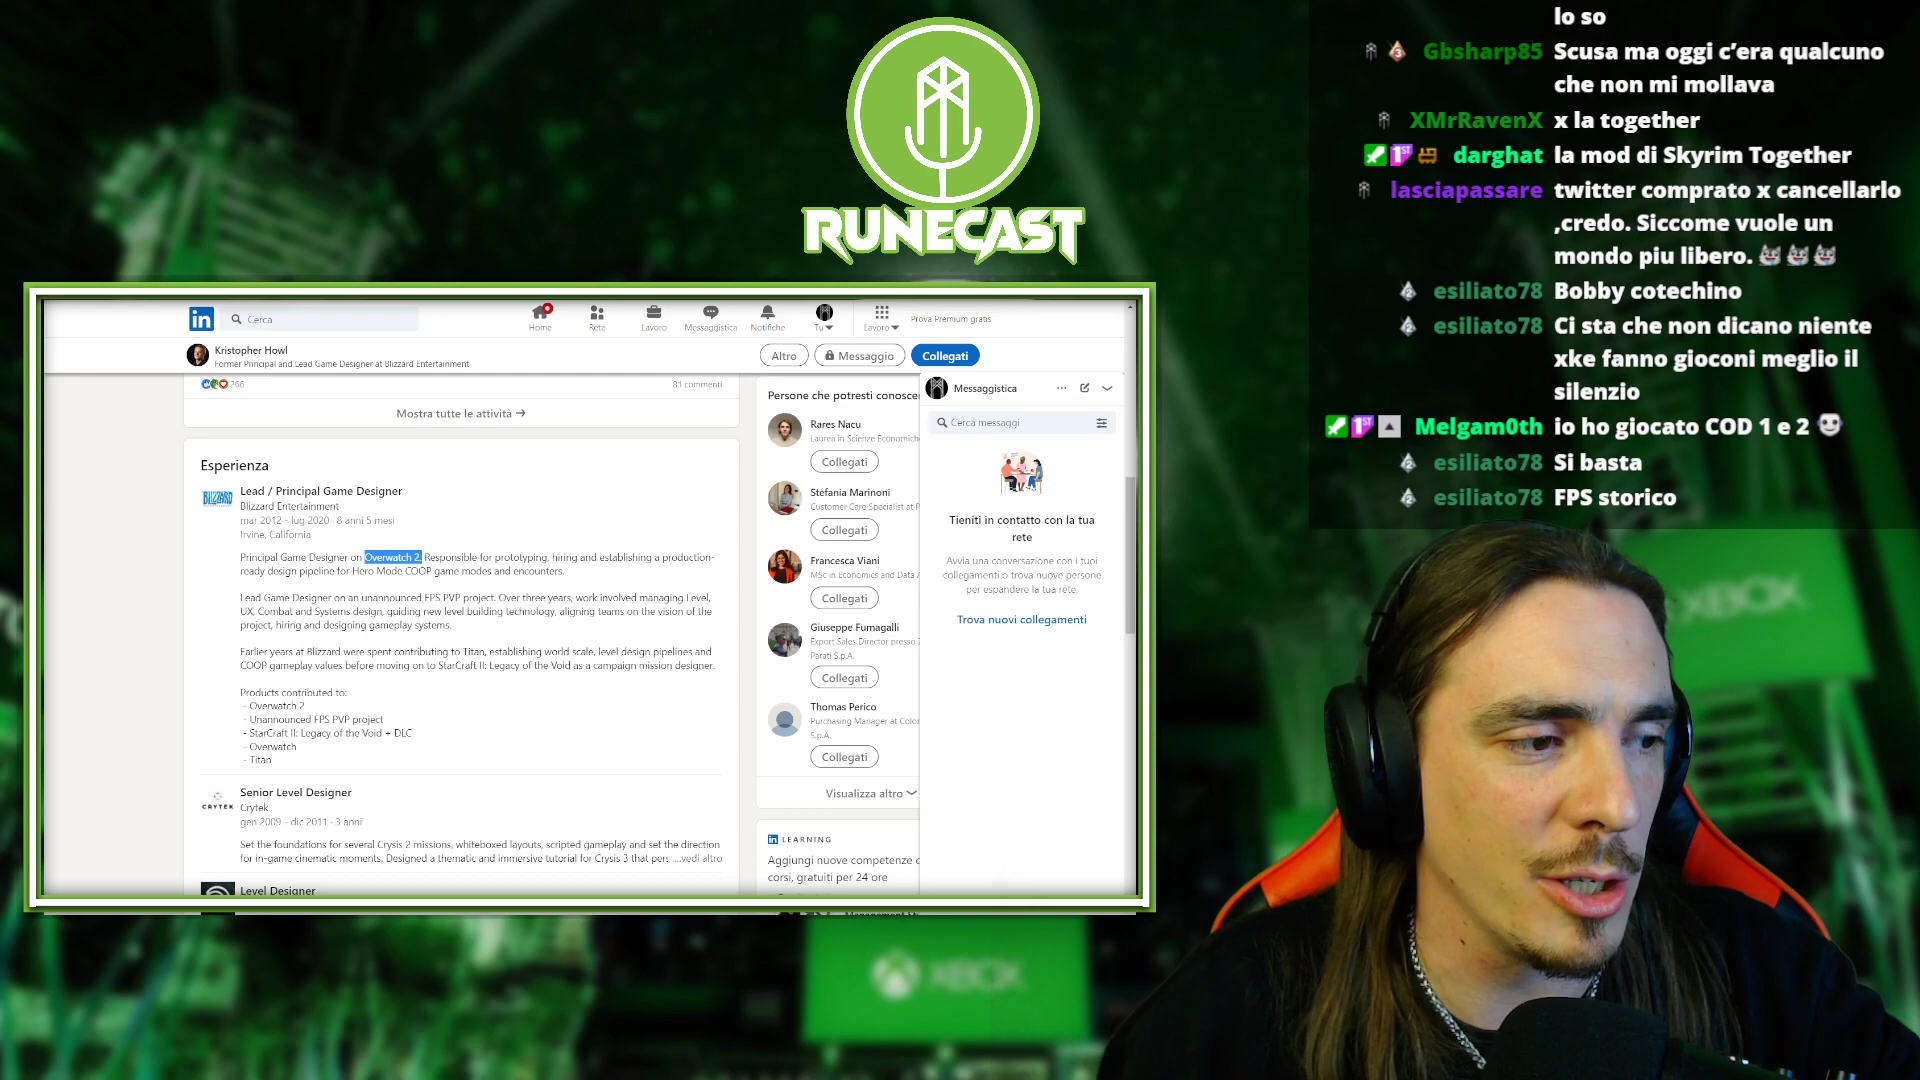 RUNECAST
in
Cerca
Home
Rete
Lavoro
Messaggistica
Notifiche
Tu
Lavoro
Prova Premium gratis
Kristopher Howl
Former Principal and Lead Game Designer at Blizzard Entertainment
Altro
Messaggio
Collegati
266
81 commenti
Mostra tutte le attività →
Esperienza
BLIZZARD
Lead / Principal Game Designer
Blizzard Entertainment
mar 2012 - lug 2020 · 8 anni 5 mesi
Irvine, California
Principal Game Designer on Overwatch 2. Responsible for prototyping, hiring and establishing a production-
ready design pipeline for Hero Mode COOP game modes and encounters.
Lead Game Designer on an unannounced FPS PVP project. Over three years, work involved managing Level,
UX, Combat and Systems design, guiding new level building technology, aligning teams on the vision of the
project, hiring and designing gameplay systems.
Earlier years at Blizzard were spent contributing to Titan, establishing world scale, level design pipelines and
COOP gameplay values before moving on to StarCraft II: Legacy of the Void as a campaign mission designer.
Products contributed to:
- Overwatch 2
- Unannounced FPS PVP project
- StarCraft II: Legacy of the Void + DLC
- Overwatch
- Titan
CRYTEK
Senior Level Designer
Crytek
gen 2009 - dic 2011 · 3 anni
Set the foundations for several Crysis 2 missions, whiteboxed layouts, scripted gameplay and set the direction
for in-game cinematic moments. Designed a thematic and immersive tutorial for Crysis 3 that pers ...vedi altro
Level Designer
Persone che potresti conoscer
Rares Nacu
Laurea in Scienze Economich
Collegati
Stefania Marinoni
Customer Care Specialist at P
Collegati
Francesca Viani
MSc in Economics and Data A
Collegati
Giuseppe Fumagalli
Export Sales Director presso
Parati S.p.A.
Collegati
Thomas Perico
Purchasing Manager at Color
S.p.A.
Collegati
Visualizza altro
in LEARNING
Aggiungi nuove competenze c
corsi, gratuiti per 24 ore
Messaggistica
Cerca messaggi
Tieniti in contatto con la tua
rete
Avvia una conversazione con i tuoi
collegamenti o trova nuove persone
per espandere la tua rete.
Trova nuovi collegamenti
lo so
Gbsharp85 Scusa ma oggi c'era qualcuno
che non mi mollava
XMrRavenX x la together
1ST darghat la mod di Skyrim Together
lasciapassare twitter comprato x cancellarlo
,credo. Siccome vuole un
mondo piu libero.
esiliato78 Bobby cotechino
esiliato78 Ci sta che non dicano niente
xke fanno gioconi meglio il
silenzio
1ST Melgam0th io ho giocato COD 1 e 2
esiliato78 Si basta
esiliato78 FPS storico
XBOX
XBOX